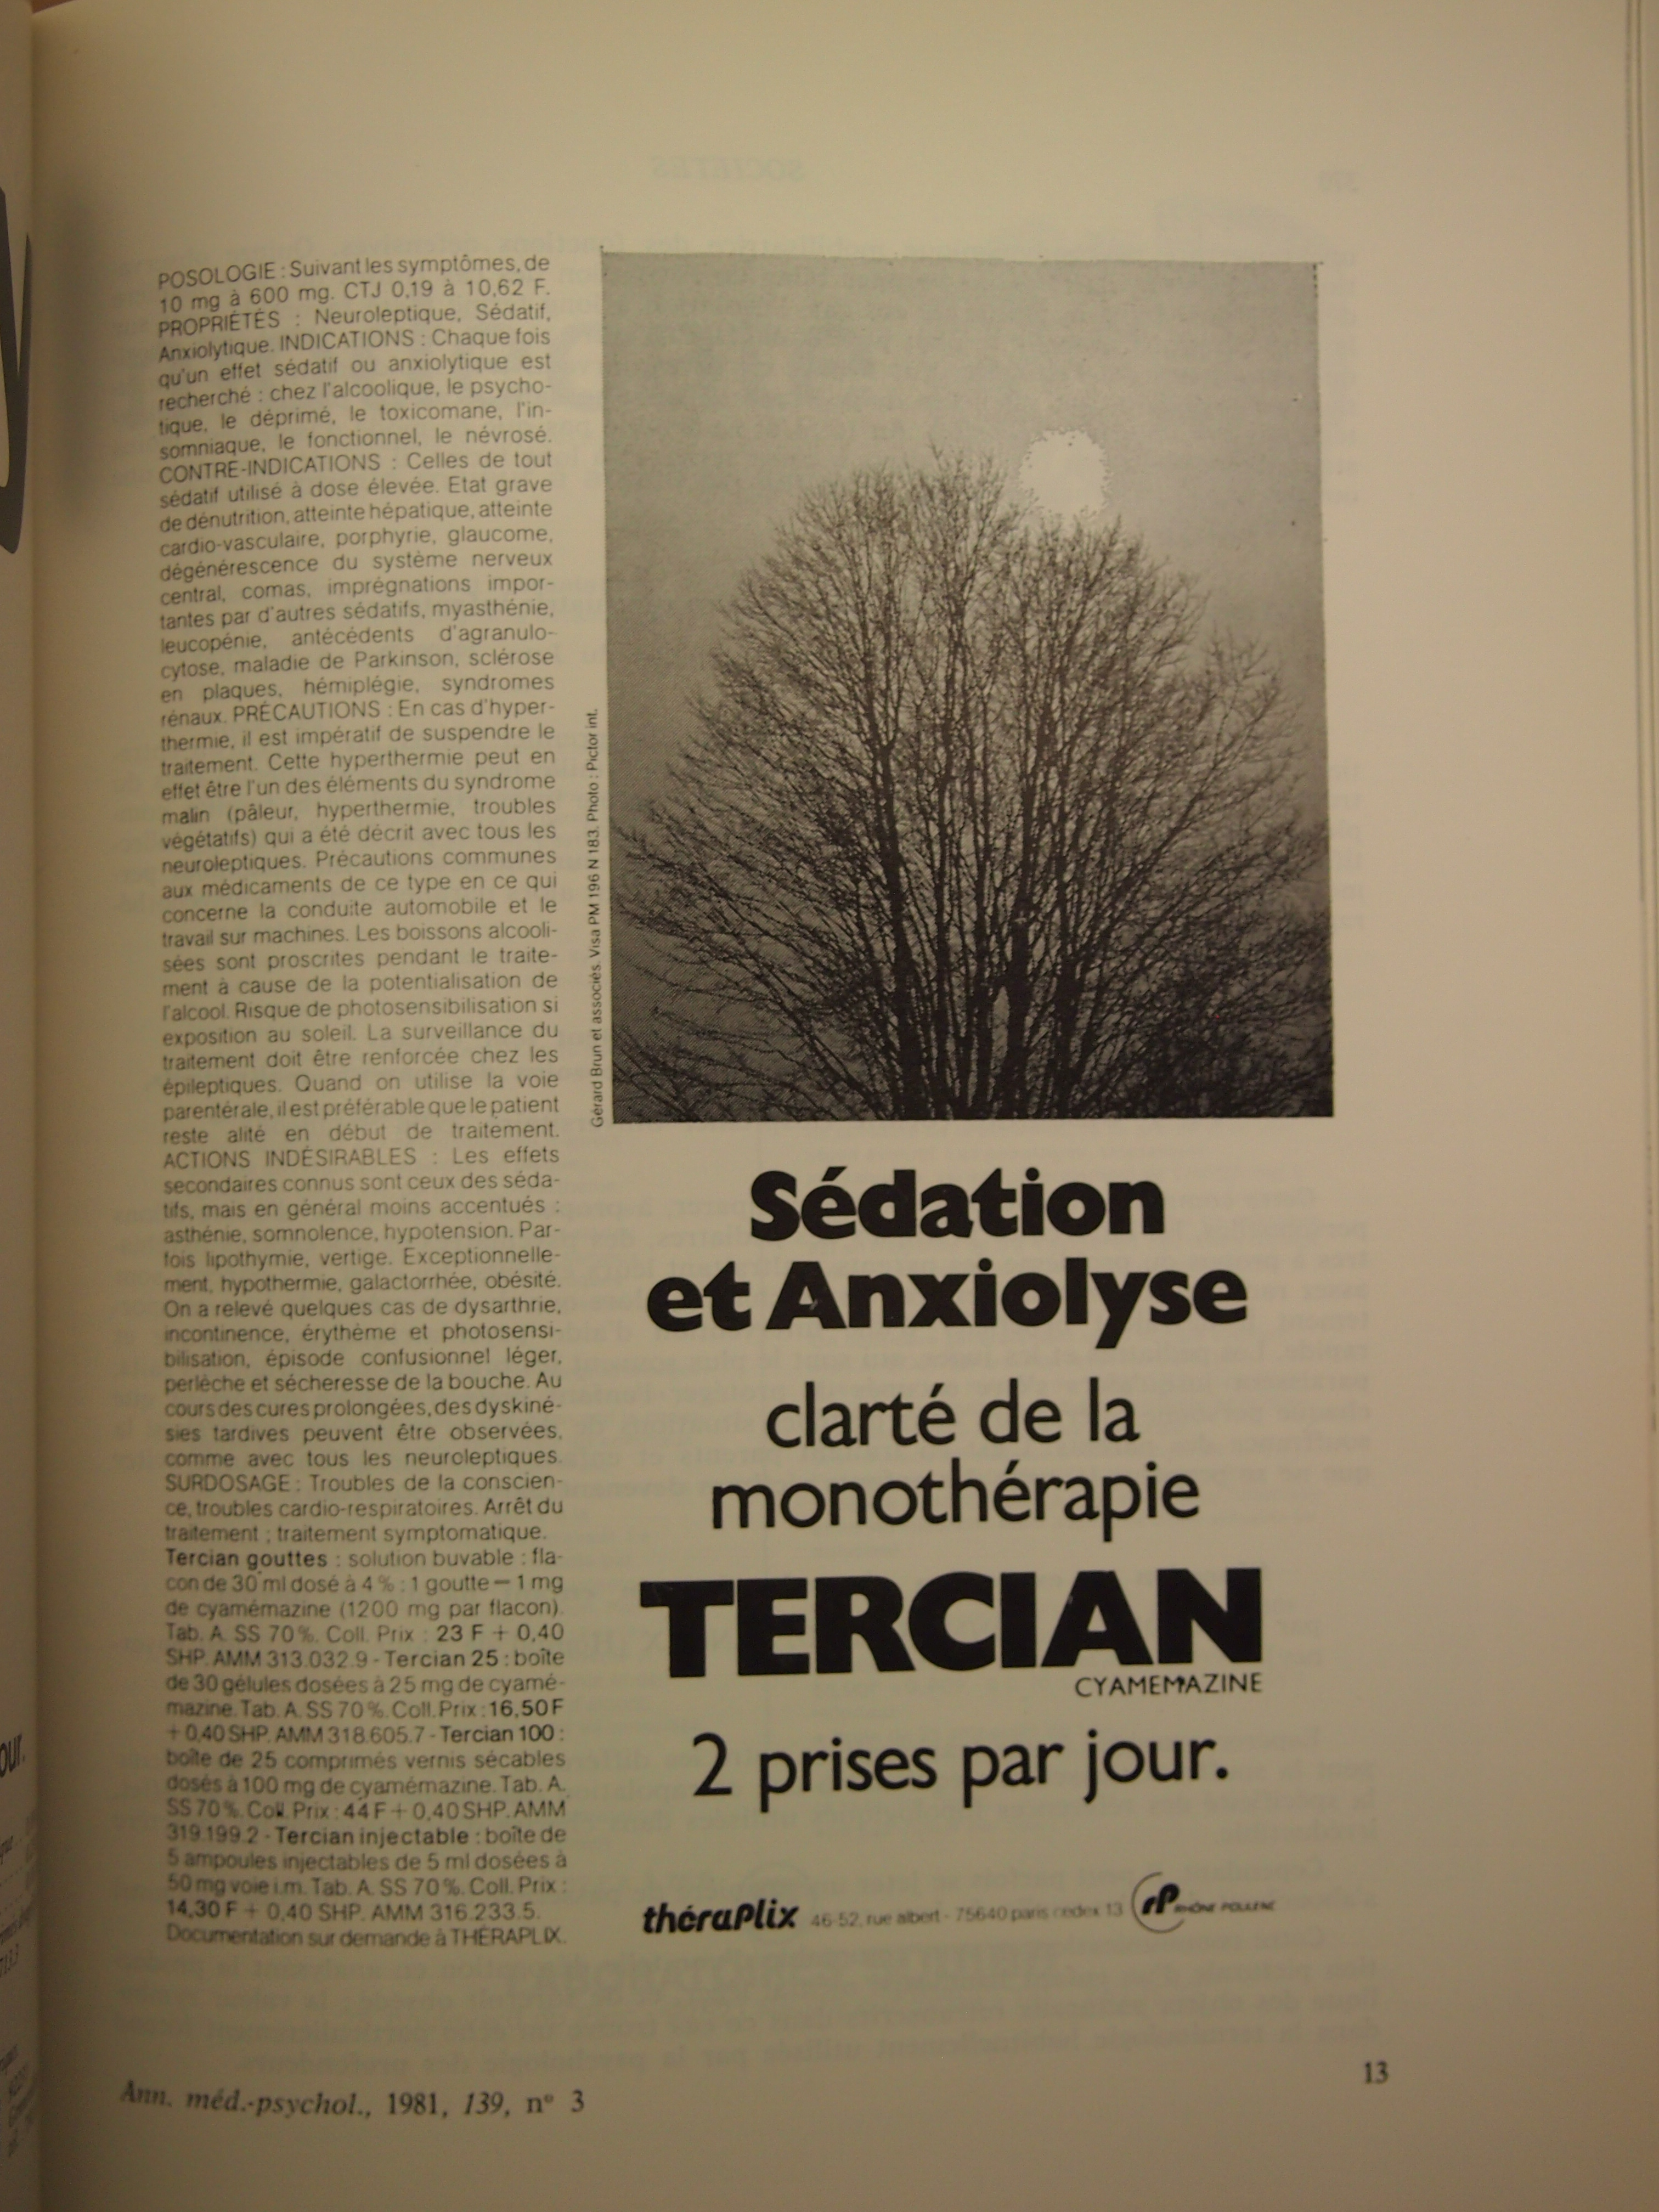 POSOLOGIE : Suivant les symptômes, de
10 mg à 600 mg. CTJ 0,19 à 10,62 F.
PROPRIÉTÉS : Neuroleptique, Sédatif,
Anxiolytique. INDICATIONS : Chaque fois
qu'un effet sédatif ou anxiolytique est
recherché : chez l'alcoolique, le psycho-
tique, le déprimé, le toxicomane, l'in-
somniaque, le fonctionnel, le névrosé.
CONTRE-INDICATIONS : Celles de tout
sédatif utilisé à dose élevée. Etat grave
de dénutrition, atteinte hépatique, atteinte
cardio-vasculaire, porphyrie, glaucome,
dégénérescence du système nerveux
central, comas, imprégnations impor-
tantes par d'autres sédatifs, myasthénie,
leucopénie, antécédents d'agranulo-
cytose, maladie de Parkinson, sclérose
en plaques, hémiplégie, syndromes
rénaux. PRÉCAUTIONS : En cas d'hyper-
thermie, il est impératif de suspendre le
traitement. Cette hyperthermie peut en
effet être l'un des éléments du syndrome
malin (pâleur, hyperthermie, troubles
végétatifs) qui a été décrit avec tous les
neuroleptiques. Précautions communes
aux médicaments de ce type en ce qui
concerne la conduite automobile et le
travail sur machines. Les boissons alcooli-
sées sont proscrites pendant le traite-
ment à cause de la potentialisation de
l'alcool. Risque de photosensibilisation si
exposition au soleil. La surveillance du
traitement doit être renforcée chez les
épileptiques. Quand on utilise la voie
parentérale, il est préférable que le patient
reste alité en début de traitement.
ACTIONS INDÉSIRABLES : Les effets
secondaires connus sont ceux des séda-
tifs, mais en général moins accentués :
asthénie, somnolence, hypotension. Par-
fois lipothymie, vertige. Exceptionnelle-
ment, hypothermie, galactorrhée, obésité.
On a relevé quelques cas de dysarthrie,
incontinence, érythème et photosensi-
bilisation, épisode confusionnel léger,
perlèche et sécheresse de la bouche. Au
cours des cures prolongées, des dyskiné-
sies tardives peuvent être observées,
comme avec tous les neuroleptiques.
SURDOSAGE : Troubles de la conscien-
ce, troubles cardio-respiratoires. Arrêt du
traitement ; traitement symptomatique.
Tercian gouttes : solution buvable : fla-
con de 30 ml dosé à 4 % : 1 goutte = 1 mg
de cyamémazine (1200 mg par flacon).
Tab. A. SS 70 %. Coll. Prix : 23 F + 0,40
SHP. AMM 313.032.9 - Tercian 25 : boîte
de 30 gélules dosées à 25 mg de cyamé-
mazine. Tab. A. SS 70 %. Coll. Prix : 16,50 F
+ 0,40 SHP. AMM 318.605.7 - Tercian 100 :
boîte de 25 comprimés vernis sécables
dosés à 100 mg de cyamémazine. Tab. A.
SS 70 %. Coll. Prix : 44 F + 0,40 SHP. AMM
319.199.2 - Tercian injectable : boîte de
5 ampoules injectables de 5 ml dosées à
50 mg voie i.m. Tab. A. SS 70 %. Coll. Prix :
14,30 F + 0,40 SHP. AMM 316.233.5.
Documentation sur demande à THÉRAPLIX.
Gérard Brun et associés. Visa PM 196 N 183. Photo : Pictor int.
Sédation
et Anxiolyse
clarté de la
monothérapie
TERCIAN
CYAMEMAZINE
2 prises par jour.
théraplix 46-52, rue albert - 75640 paris cedex 13 rP RHÔNE POULENC
Ann. méd.-psychol., 1981, 139, n° 3
13